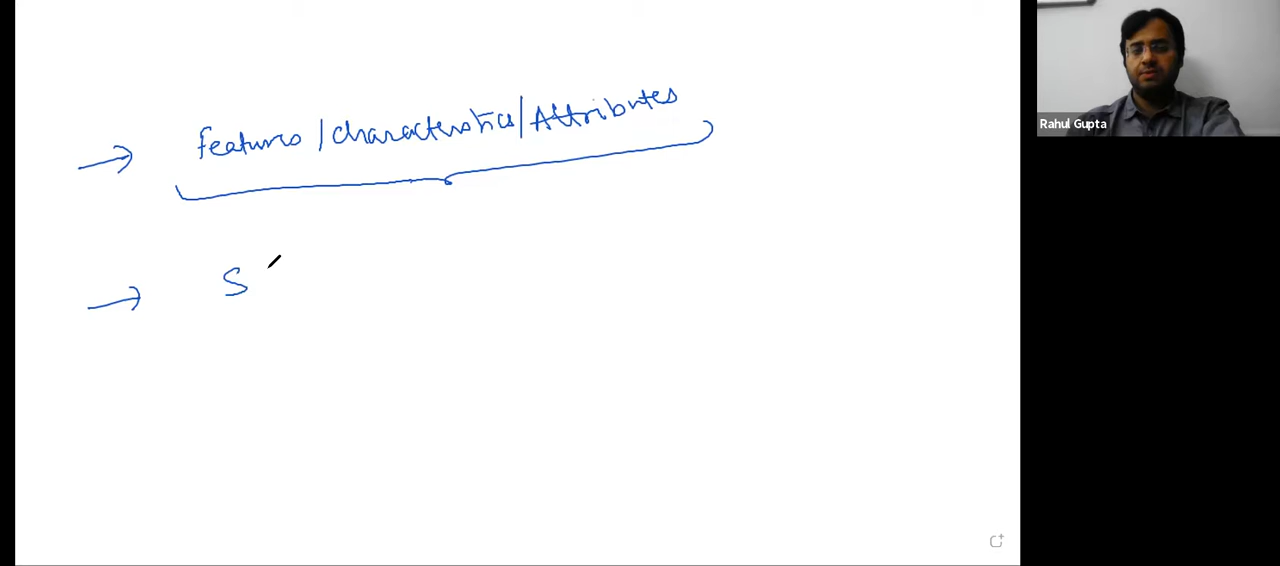 → features / characteristics / Attributes
→ S
Rahul Gupta